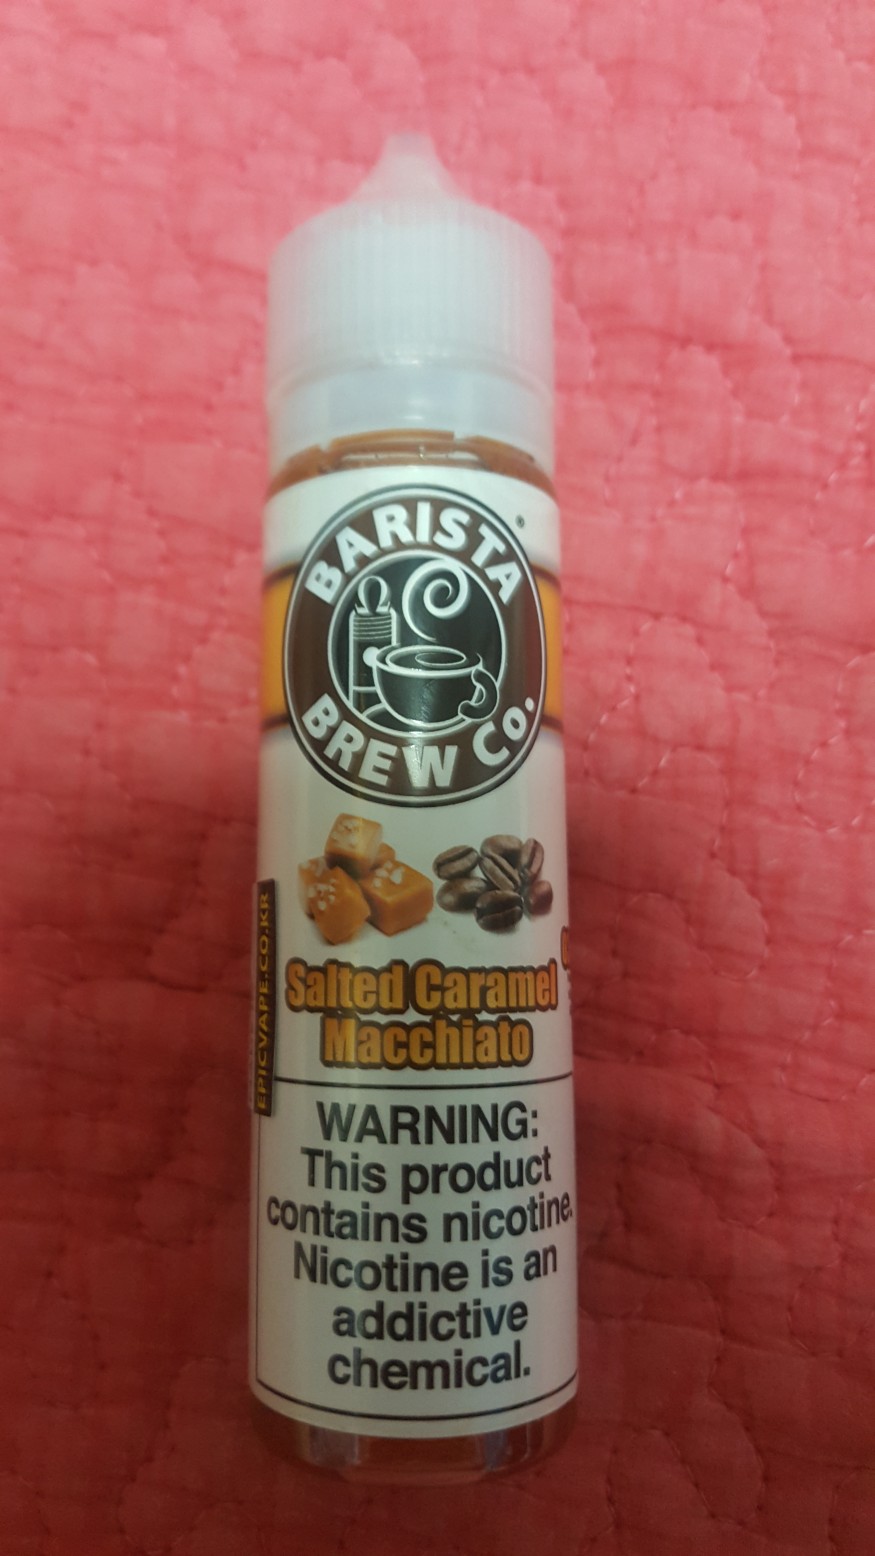 BARISTA
BREW Co.
®
Salted Caramel
Macchiato
EPICVAPE.CO.KR
WARNING:
This product
contains nicotine.
Nicotine is an
addictive
chemical.